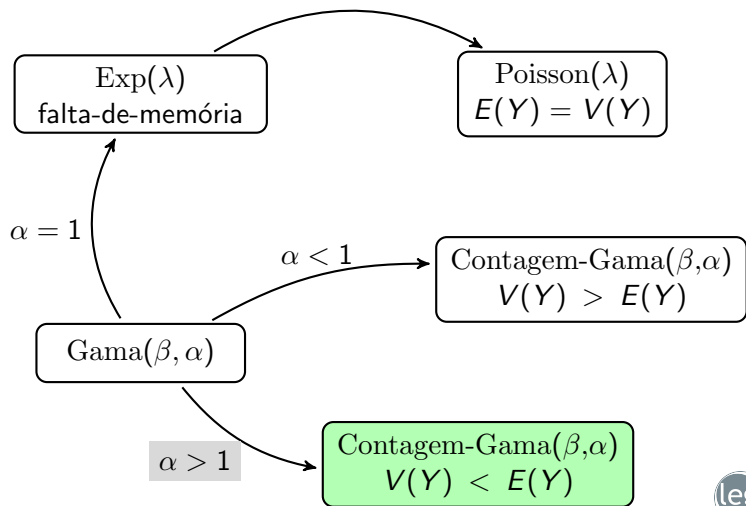 Exp(λ)
falta-de-memória
Poisson(λ)
E(Y) = V(Y)
α = 1
α < 1
Contagem-Gama(β,α)
V(Y) > E(Y)
Gama(β, α)
α > 1
Contagem-Gama(β,α)
V(Y) < E(Y)